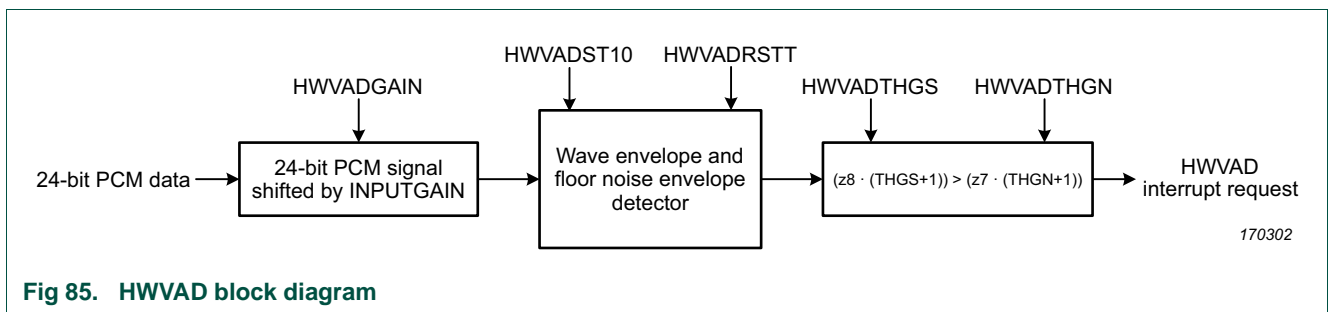 HWVADST10
HWVADRSTT
HWVADGAIN
HWVADTHGS
HWVADTHGN
24-bit PCM data
24-bit PCM signal
shifted by INPUTGAIN
Wave envelope and
floor noise envelope
detector
(z8 · (THGS+1)) > (z7 · (THGN+1))
HWVAD
interrupt request
170302
Fig 85. HWVAD block diagram